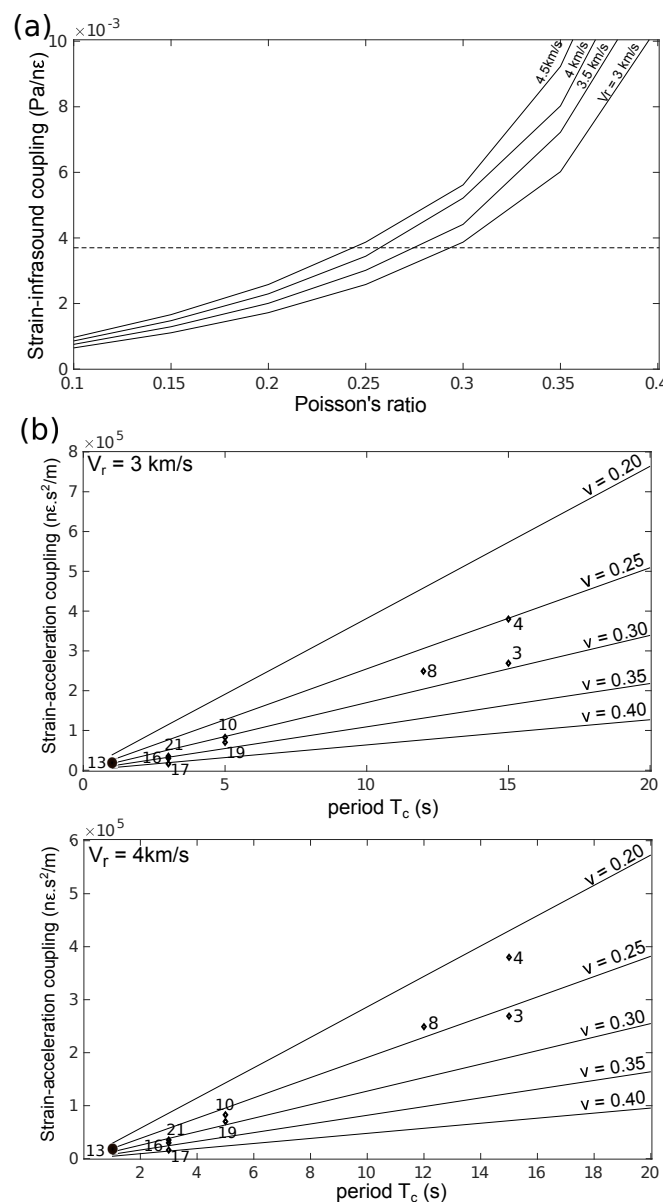 (a)
×10⁻³
10
8
6
4
2
0
Strain-infrasound coupling (Pa/nε)
4.5km/s
4 km/s
3.5 km/s
Vr = 3 km/s
0.1 0.15 0.2 0.25 0.3 0.35 0.4
Poisson's ratio
(b)
×10⁵
V_r = 3 km/s
8
7
6
5
4
3
2
1
0
Strain-acceleration coupling (nε.s²/m)
ν = 0.20
ν = 0.25
ν = 0.30
ν = 0.35
ν = 0.40
4
3
8
10
19
21
16
17
13
0 5 10 15 20
period T_c (s)
×10⁵
V_r = 4km/s
6
5
4
3
2
1
0
Strain-acceleration coupling (nε.s²/m)
ν = 0.20
ν = 0.25
ν = 0.30
ν = 0.35
ν = 0.40
4
3
8
10
19
21
16
17
13
2 4 6 8 10 12 14 16 18 20
period T_c (s)